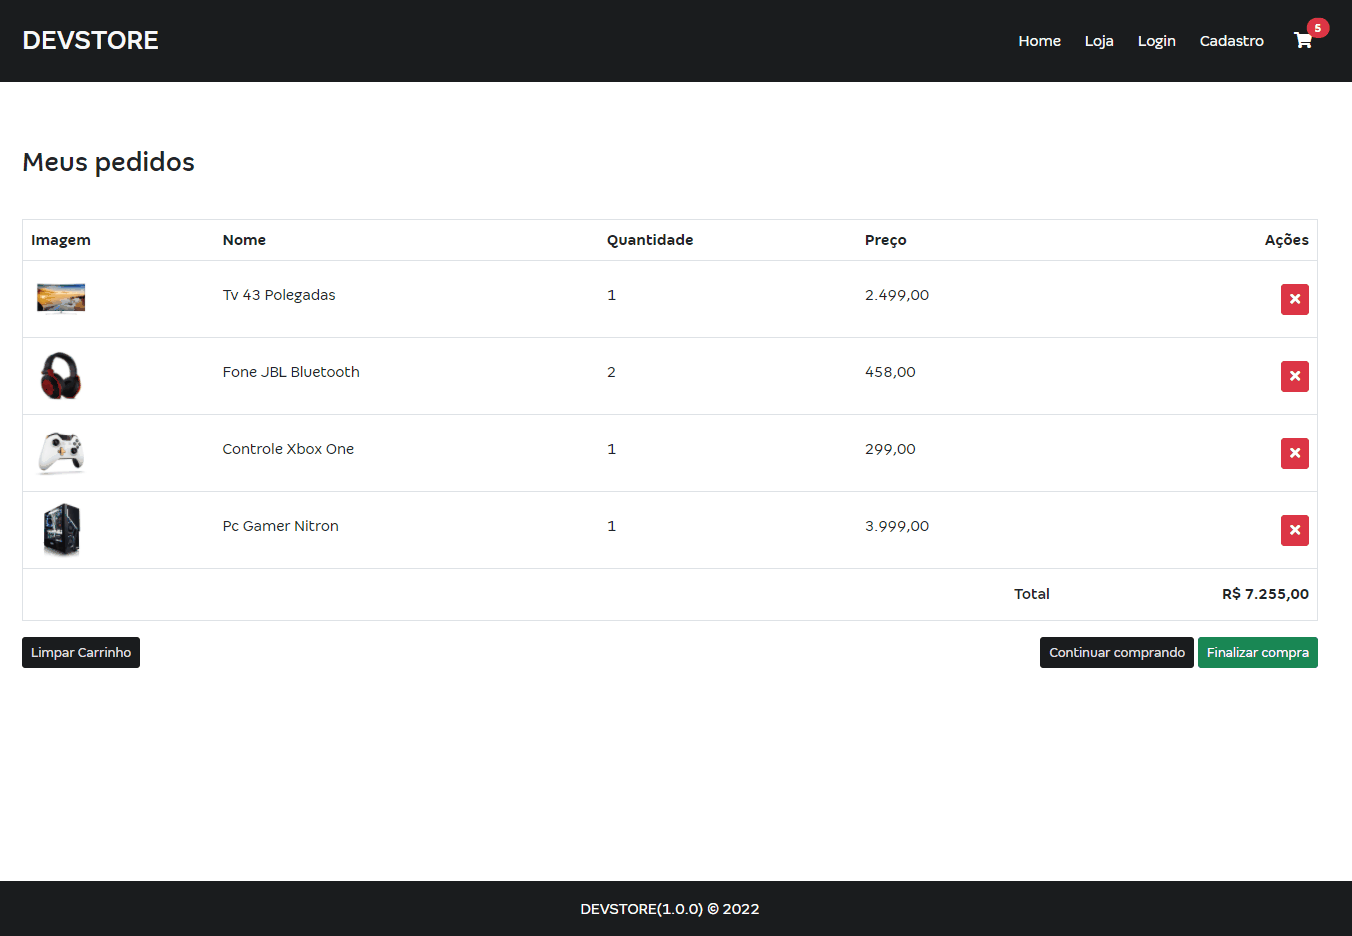 DEVSTORE
Home Loja Login Cadastro 5
Meus pedidos
Imagem Nome Quantidade Preço Ações
Tv 43 Polegadas 1 2.499,00
Fone JBL Bluetooth 2 458,00
Controle Xbox One 1 299,00
Pc Gamer Nitron 1 3.999,00
Total R$ 7.255,00
Limpar Carrinho Continuar comprando Finalizar compra
DEVSTORE(1.0.0) © 2022